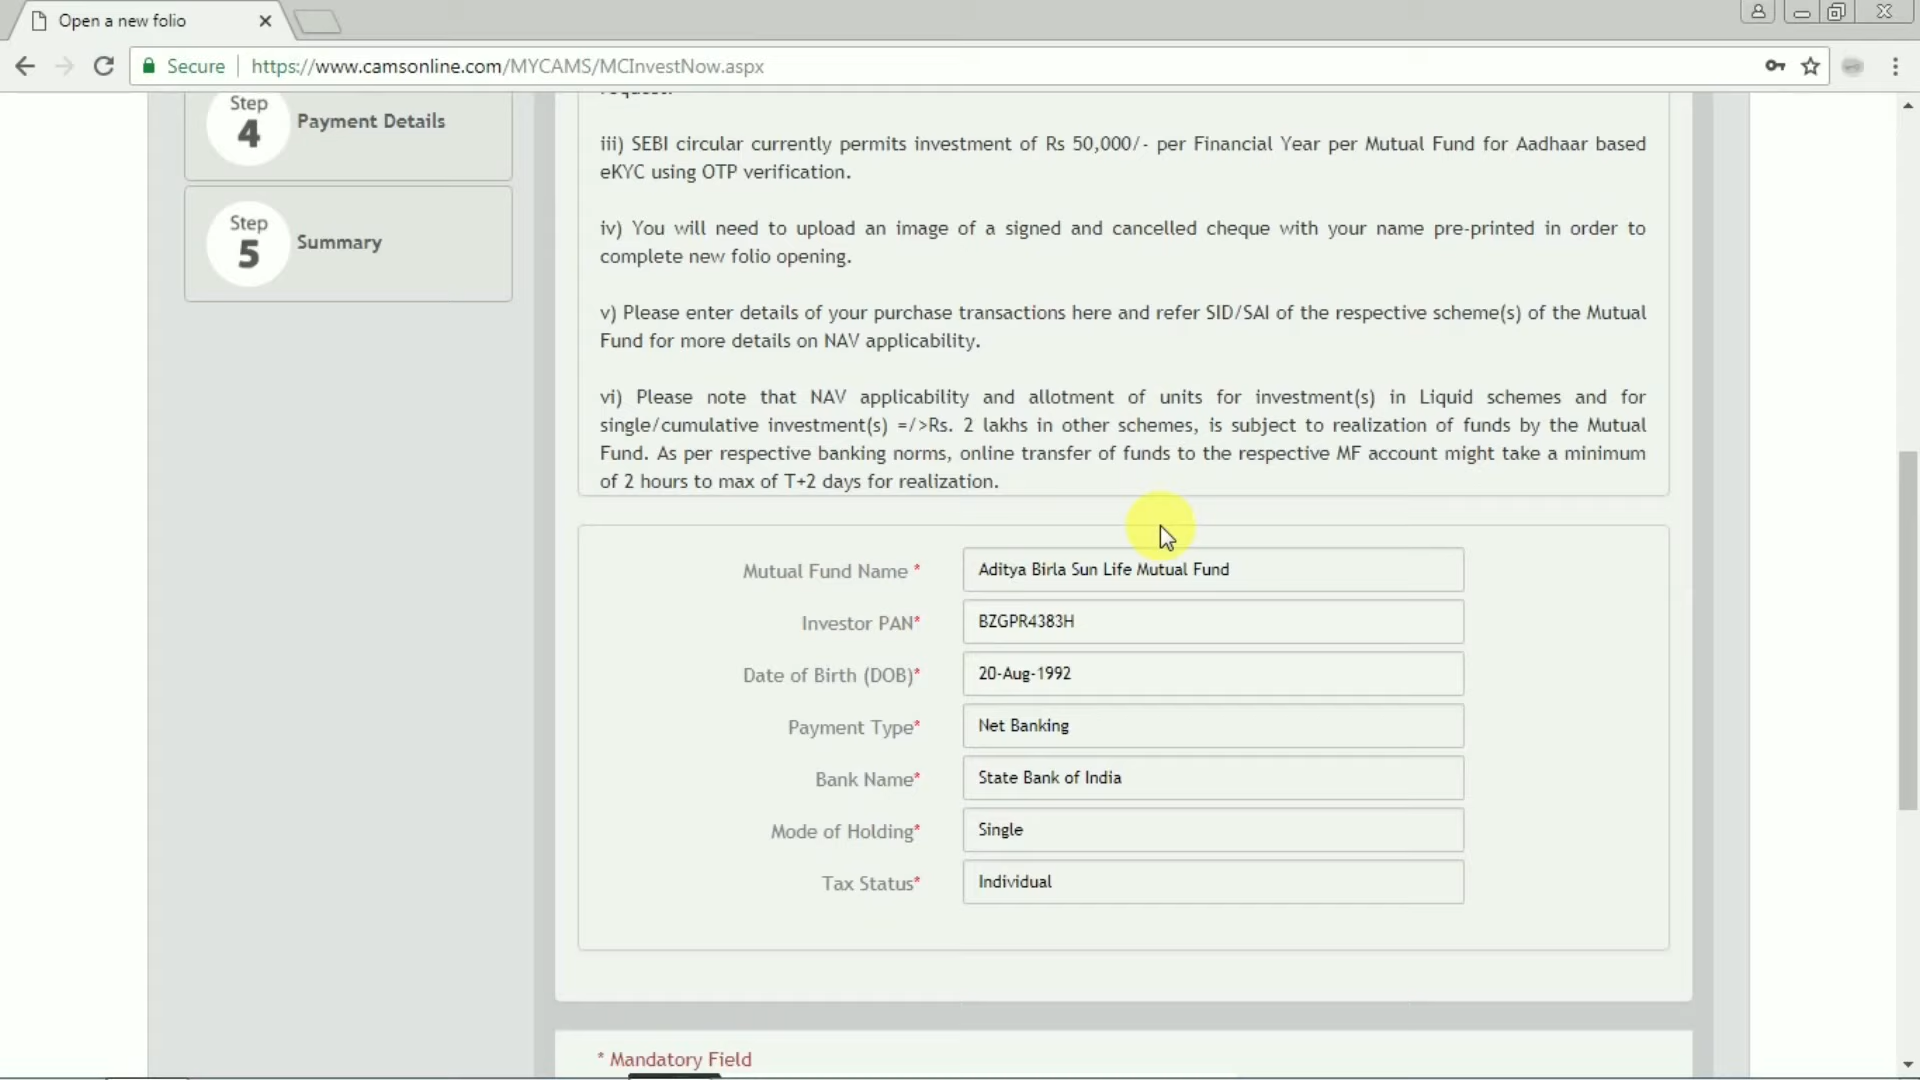 Open a new folio
Secure
https://www.camsonline.com/MYCAMS/MCInvestNow.aspx
Step
4
Payment Details
Step
5
Summary
request.
iii) SEBI circular currently permits investment of Rs 50,000/- per Financial Year per Mutual Fund for Aadhaar based
eKYC using OTP verification.
iv) You will need to upload an image of a signed and cancelled cheque with your name pre-printed in order to
complete new folio opening.
v) Please enter details of your purchase transactions here and refer SID/SAI of the respective scheme(s) of the Mutual
Fund for more details on NAV applicability.
vi) Please note that NAV applicability and allotment of units for investment(s) in Liquid schemes and for
single/cumulative investment(s) =/>Rs. 2 lakhs in other schemes, is subject to realization of funds by the Mutual
Fund. As per respective banking norms, online transfer of funds to the respective MF account might take a minimum
of 2 hours to max of T+2 days for realization.
Mutual Fund Name * Aditya Birla Sun Life Mutual Fund
Investor PAN* BZGPR4383H
Date of Birth (DOB)* 20-Aug-1992
Payment Type* Net Banking
Bank Name* State Bank of India
Mode of Holding* Single
Tax Status* Individual
* Mandatory Field